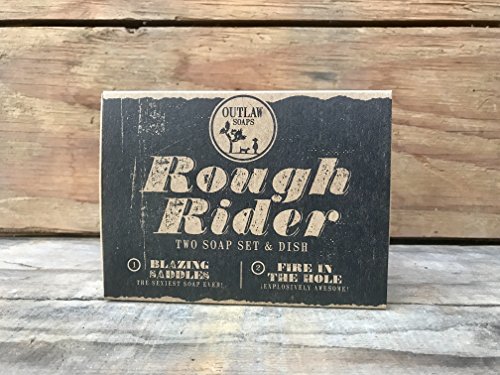 OUTLAW
SOAPS
Rough
Rider
TWO SOAP SET & DISH
1 BLAZING
SADDLES
THE SEXIEST SOAP EVER!
2 FIRE IN
THE HOLE
¡EXPLOSIVELY AWESOME!